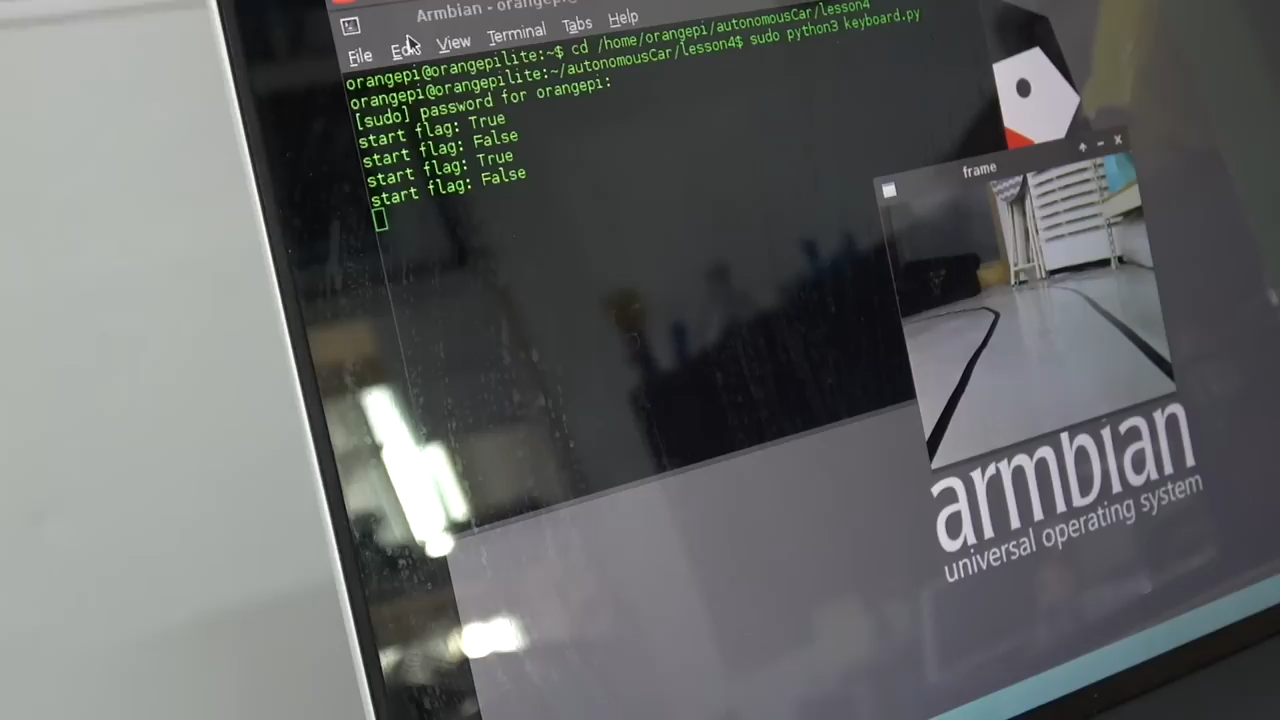 Armbian - orangepi@
File Edit View Terminal Tabs Help
orangepi@orangepilite:~$ cd /home/orangepi/autonomousCar/lesson4
orangepi@orangepilite:~/autonomousCar/lesson4$ sudo python3 keyboard.py
[sudo] password for orangepi:
start flag: True
start flag: False
start flag: True
start flag: False
frame
armbian
universal operating system